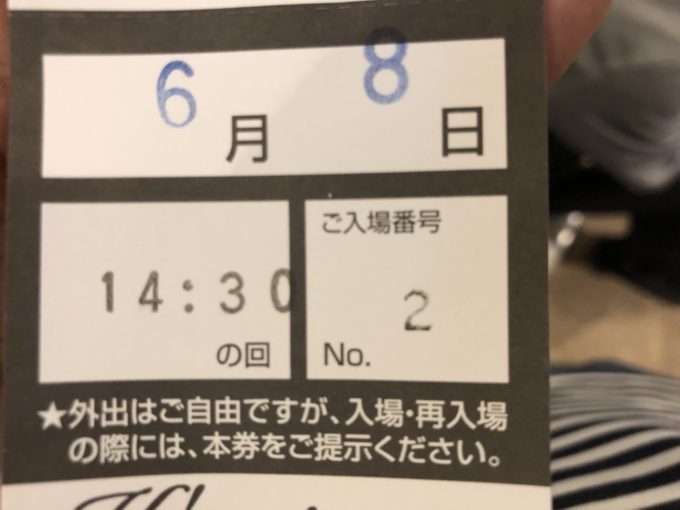 6月8日
14:30
の回
ご入場番号
2
No.
★外出はご自由ですが、入場・再入場
の際には、本券をご提示ください。